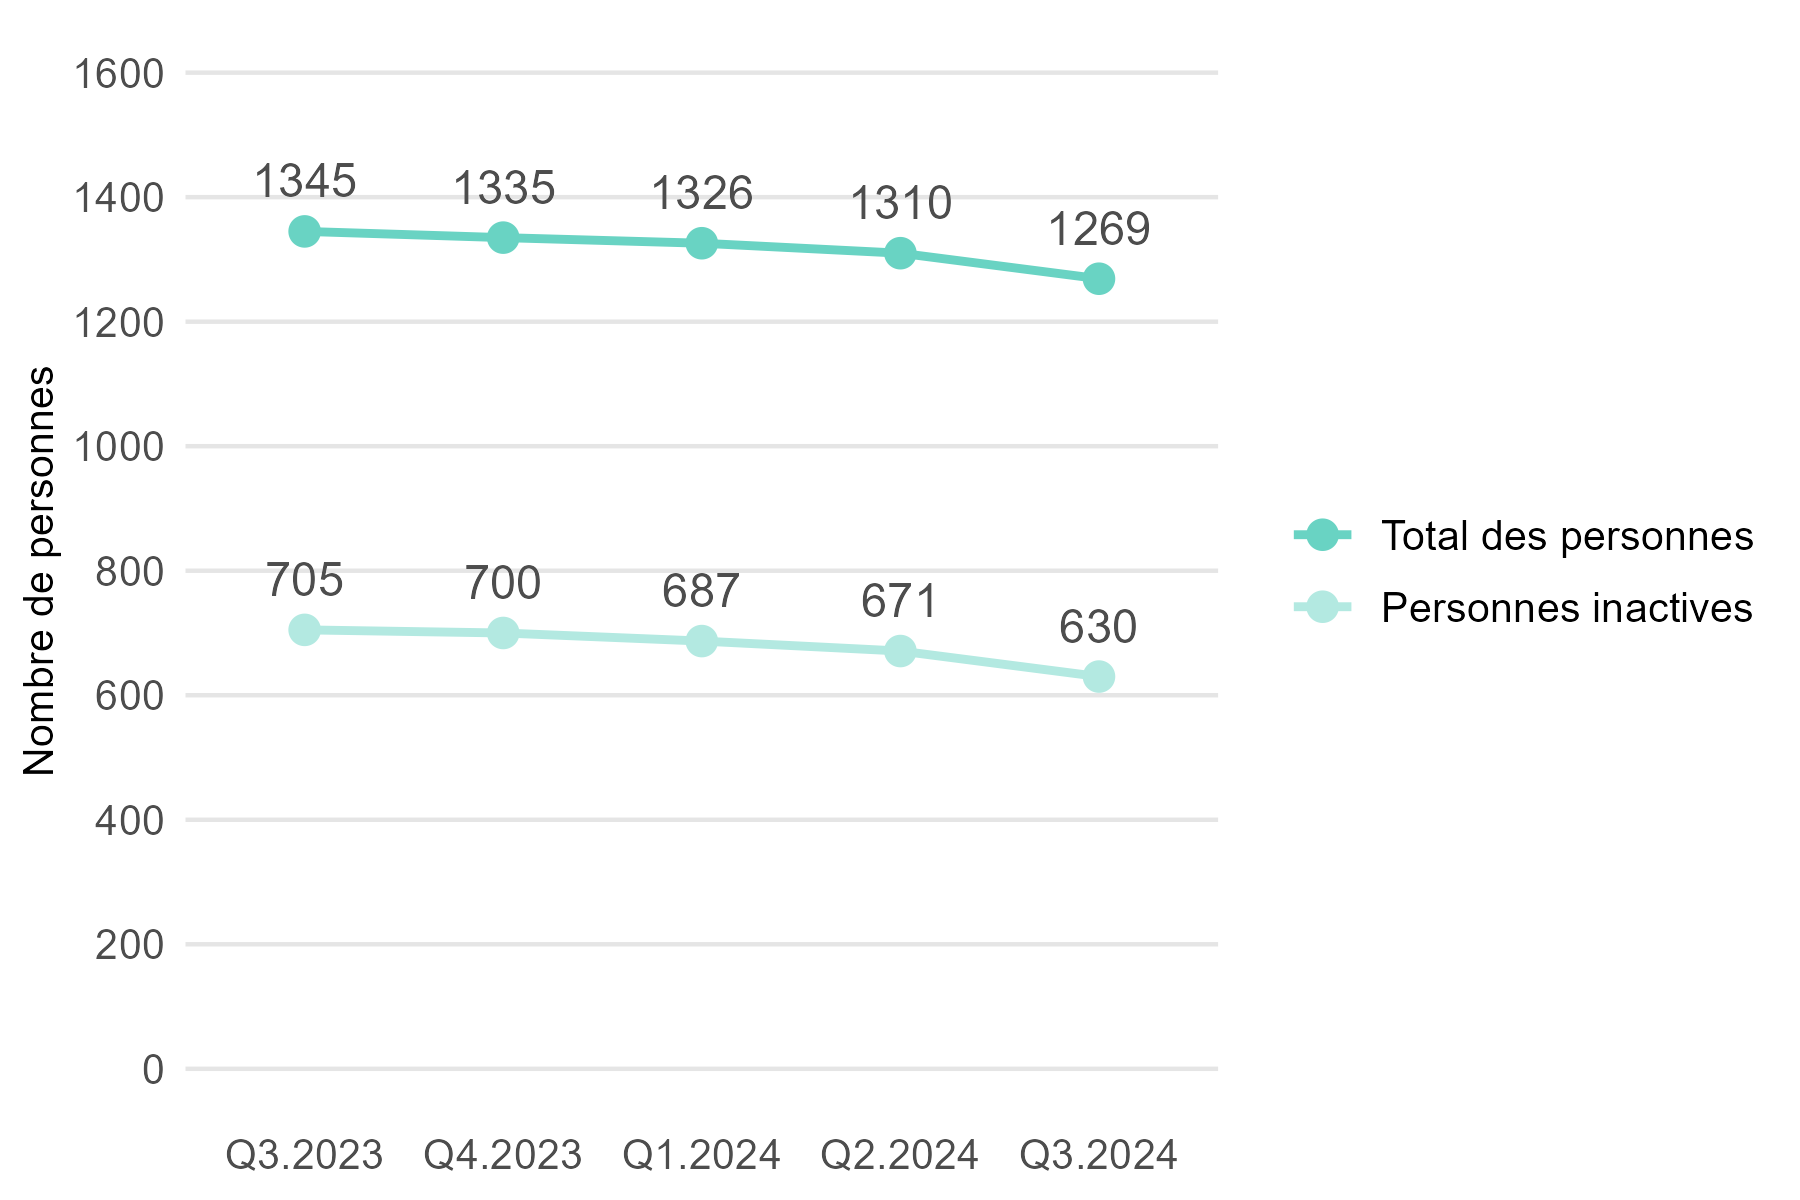 Nombre de personnes
1600
1400
1200
1000
800
600
400
200
0
1345
1335
1326
1310
1269
705
700
687
671
630
Q3.2023
Q4.2023
Q1.2024
Q2.2024
Q3.2024
Total des personnes
Personnes inactives